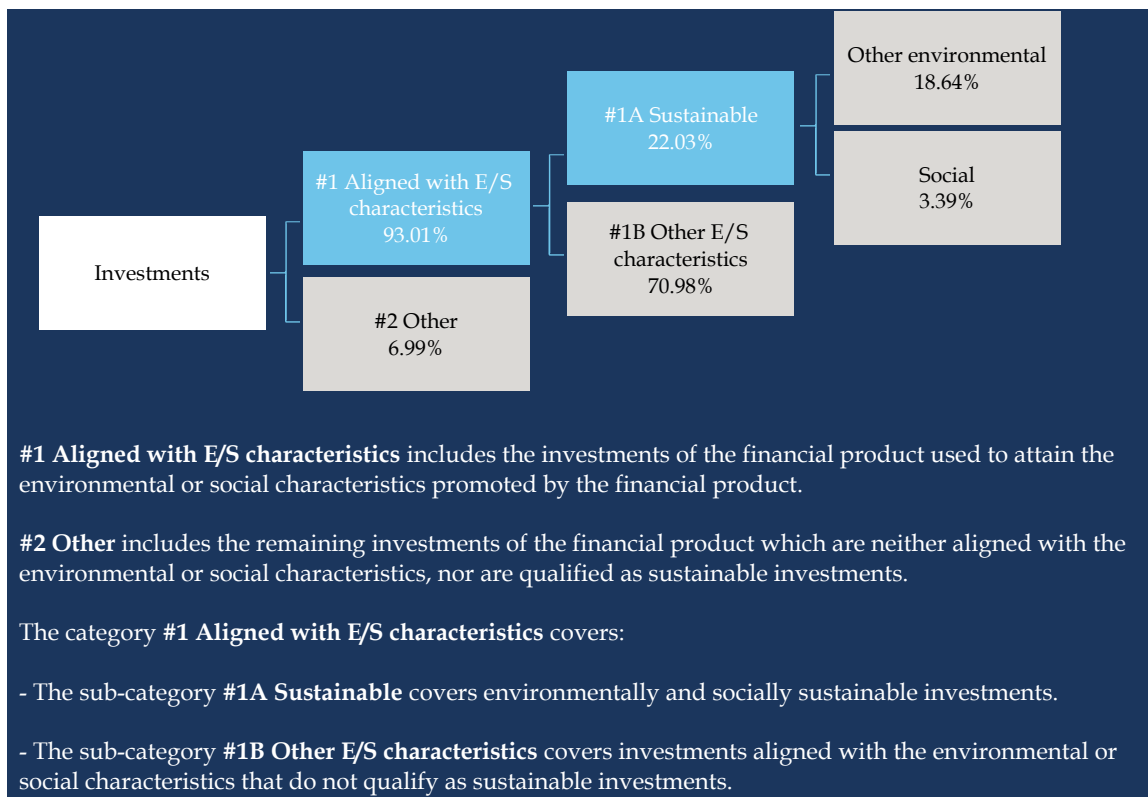 Investments
#1 Aligned with E/S
characteristics
93.01%
#2 Other
6.99%
#1A Sustainable
22.03%
#1B Other E/S
characteristics
70.98%
Other environmental
18.64%
Social
3.39%
#1 Aligned with E/S characteristics includes the investments of the financial product used to attain the
environmental or social characteristics promoted by the financial product.
#2 Other includes the remaining investments of the financial product which are neither aligned with the
environmental or social characteristics, nor are qualified as sustainable investments.
The category #1 Aligned with E/S characteristics covers:
- The sub-category #1A Sustainable covers environmentally and socially sustainable investments.
- The sub-category #1B Other E/S characteristics covers investments aligned with the environmental or
social characteristics that do not qualify as sustainable investments.